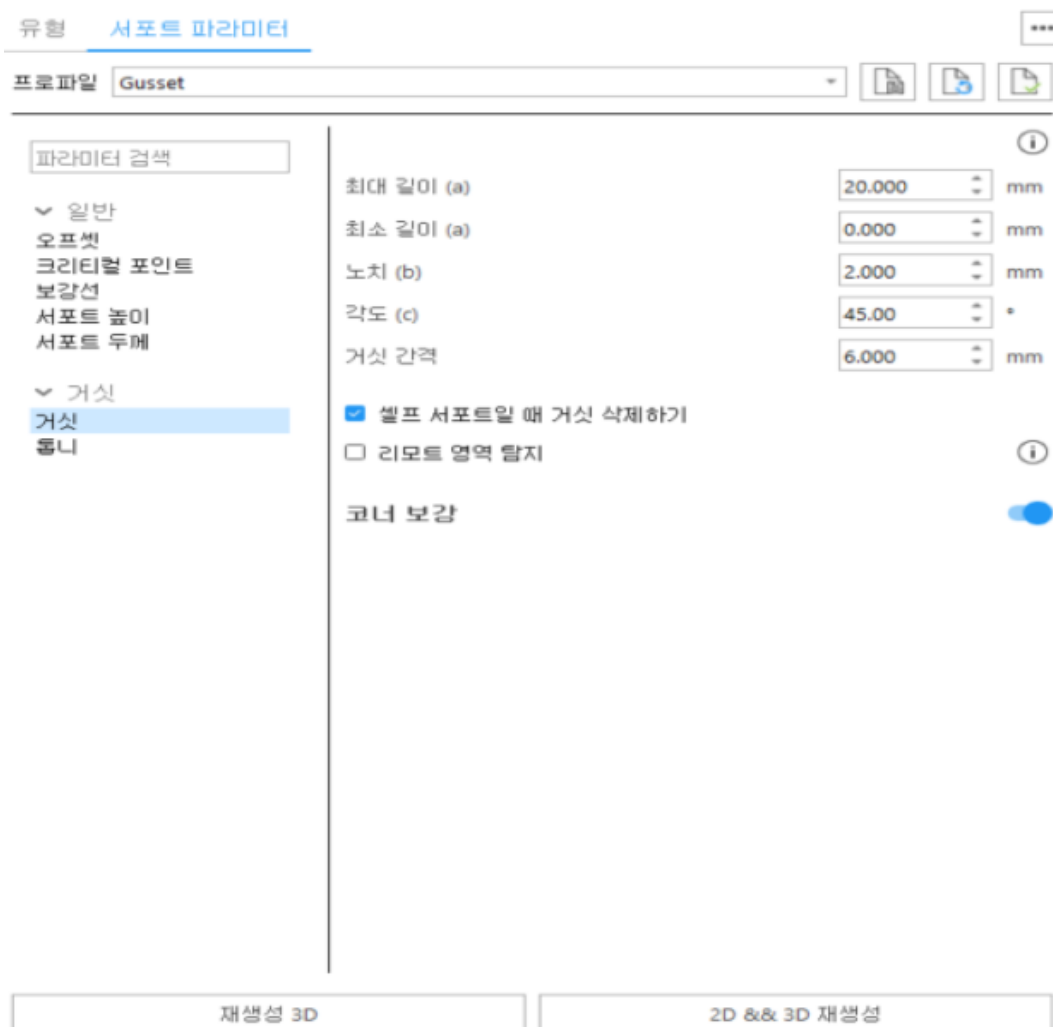 유형 서포트 파라미터
프로파일 Gusset
파라미터 검색
일반
오프셋
크리티컬 포인트
보강선
서포트 높이
서포트 두께
거싯
거싯
톱니
최대 길이 (a) 20.000 mm
최소 길이 (a) 0.000 mm
노치 (b) 2.000 mm
각도 (c) 45.00 °
거싯 간격 6.000 mm
셀프 서포트일 때 거싯 삭제하기
리모트 영역 탐지
코너 보강
재생성 3D
2D && 3D 재생성